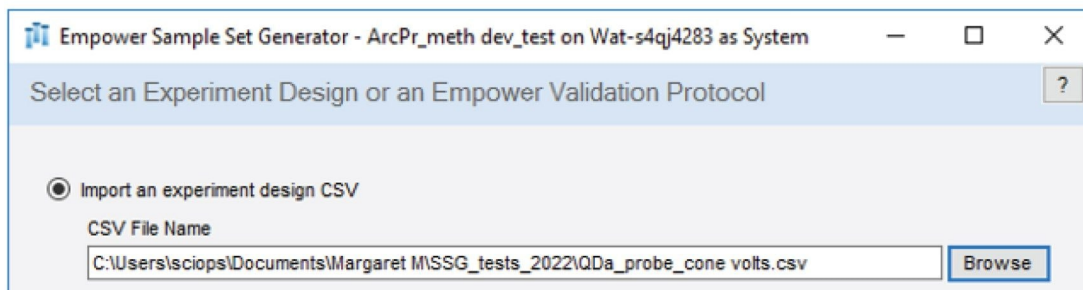 Empower Sample Set Generator - ArcPr_meth dev_test on Wat-s4qj4283 as System
Select an Experiment Design or an Empower Validation Protocol
?
Import an experiment design CSV
CSV File Name
C:\Users\sciops\Documents\Margaret M\SSG_tests_2022\QDa_probe_cone volts.csv
Browse